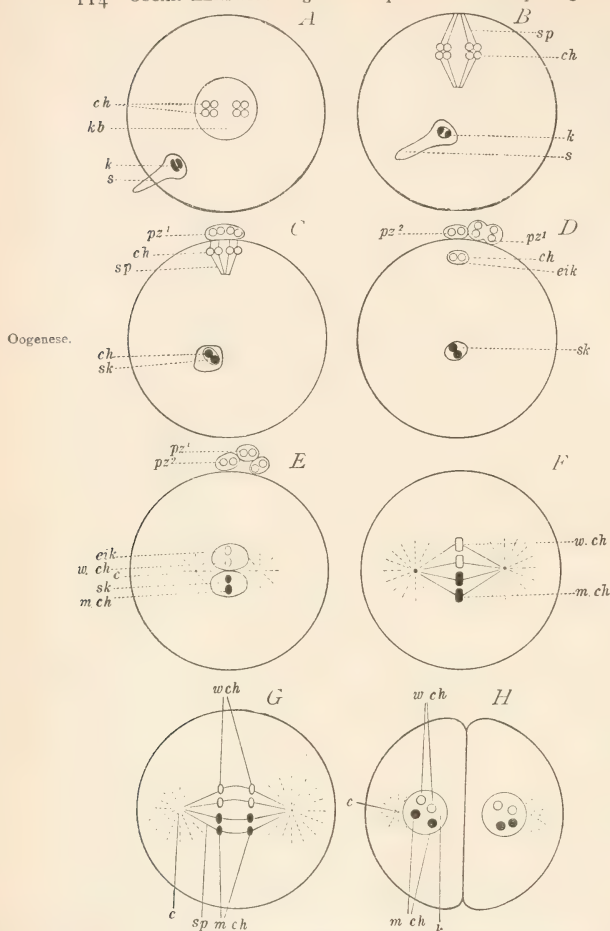 114
A
ch
kb
k
s
B
sp
ch
k
s
C
pz¹
ch
sp
ch
sk
D
pz²
pz¹
ch
eik
sk
Oogenese.
E
pz¹
pz²
eik
w. ch
c
sk
m. ch
F
w. ch
m. ch
G
w ch
c
sp
m ch
H
w ch
c
m ch
k